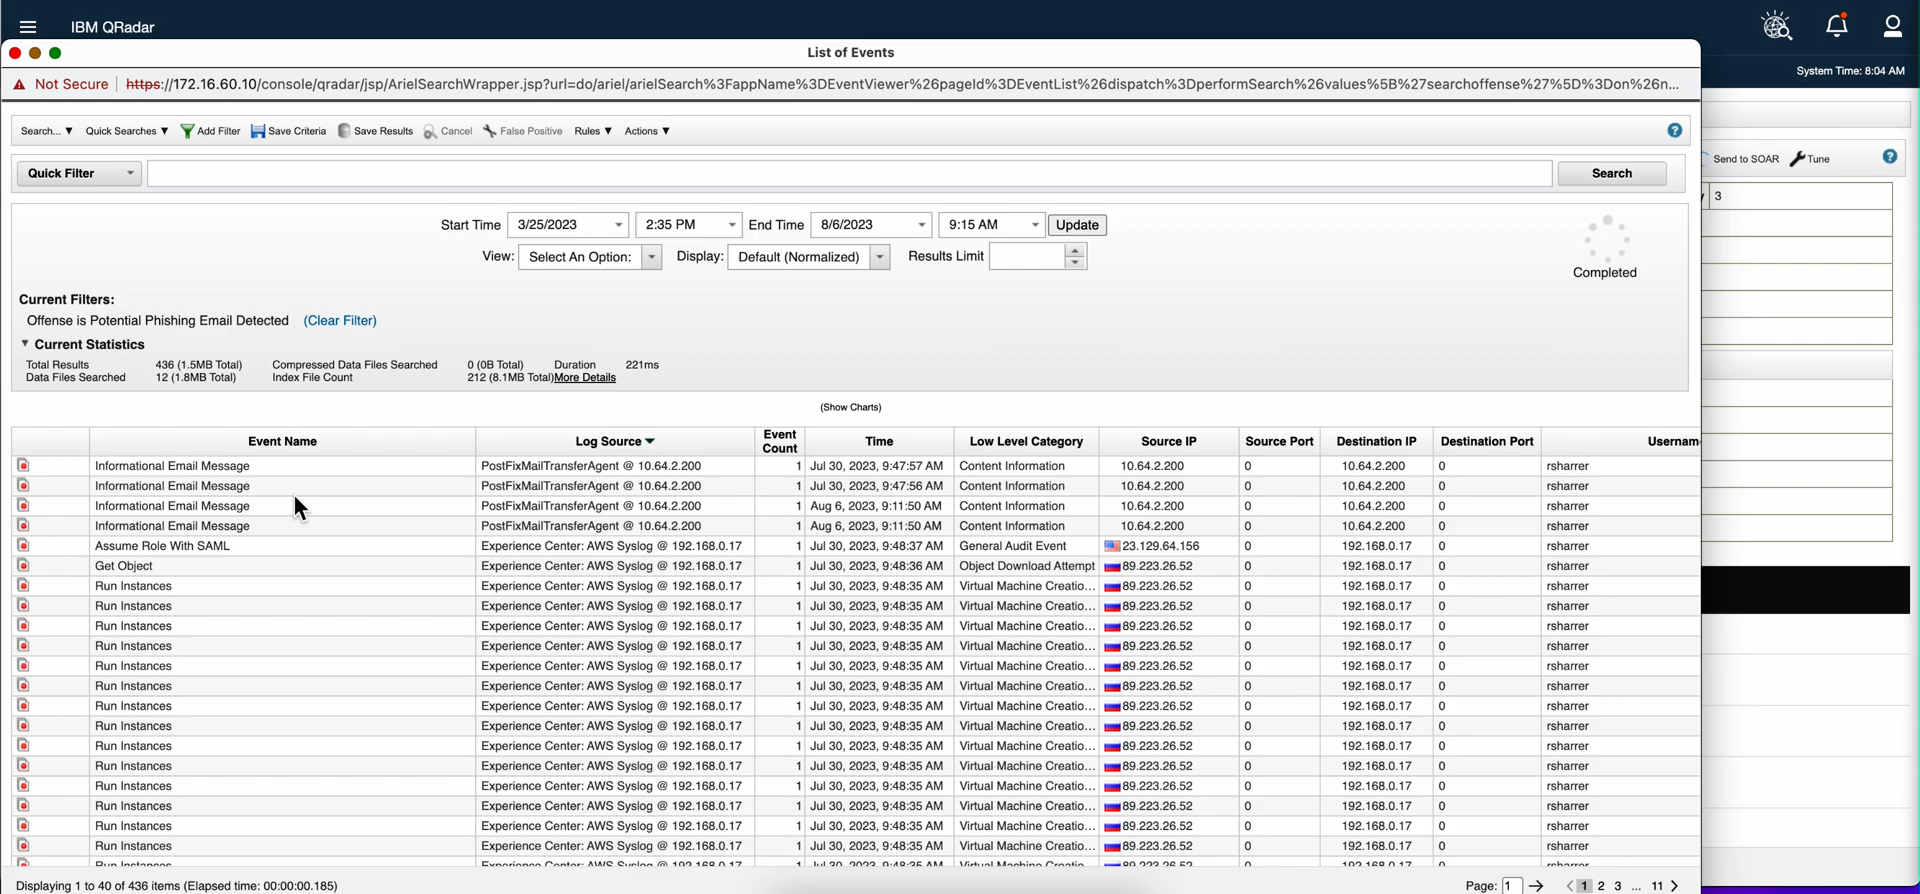 IBM QRadar
List of Events
System Time: 8:04 AM
Not Secure https://172.16.60.10/console/qradar/jsp/ArielSearchWrapper.jsp?url=do/ariel/arielSearch%3FappName%3DEventViewer%26pageId%3DEventList%26dispatch%3DperformSearch%26values%5B%27searchoffense%27%5D%3Don%26n...
Search... Quick Searches Add Filter Save Criteria Save Results Cancel False Positive Rules Actions
Send to SOAR Tune
Quick Filter Search
3
Start Time 3/25/2023 2:35 PM End Time 8/6/2023 9:15 AM Update
View: Select An Option: Display: Default (Normalized) Results Limit
Completed
Current Filters:
Offense is Potential Phishing Email Detected (Clear Filter)
Current Statistics
Total Results 436 (1.5MB Total) Compressed Data Files Searched 0 (0B Total) Duration 221ms
Data Files Searched 12 (1.8MB Total) Index File Count 212 (8.1MB Total) More Details
(Show Charts)
Event Name Log Source Event Count Time Low Level Category Source IP Source Port Destination IP Destination Port Usernam
Informational Email Message PostFixMailTransferAgent @ 10.64.2.200 1 Jul 30, 2023, 9:47:57 AM Content Information 10.64.2.200 0 10.64.2.200 0 rsharrer
Informational Email Message PostFixMailTransferAgent @ 10.64.2.200 1 Jul 30, 2023, 9:47:56 AM Content Information 10.64.2.200 0 10.64.2.200 0 rsharrer
Informational Email Message PostFixMailTransferAgent @ 10.64.2.200 1 Aug 6, 2023, 9:11:50 AM Content Information 10.64.2.200 0 10.64.2.200 0 rsharrer
Informational Email Message PostFixMailTransferAgent @ 10.64.2.200 1 Aug 6, 2023, 9:11:50 AM Content Information 10.64.2.200 0 10.64.2.200 0 rsharrer
Assume Role With SAML Experience Center: AWS Syslog @ 192.168.0.17 1 Jul 30, 2023, 9:48:37 AM General Audit Event 23.129.64.156 0 192.168.0.17 0 rsharrer
Get Object Experience Center: AWS Syslog @ 192.168.0.17 1 Jul 30, 2023, 9:48:36 AM Object Download Attempt 89.223.26.52 0 192.168.0.17 0 rsharrer
Run Instances Experience Center: AWS Syslog @ 192.168.0.17 1 Jul 30, 2023, 9:48:35 AM Virtual Machine Creatio... 89.223.26.52 0 192.168.0.17 0 rsharrer
Run Instances Experience Center: AWS Syslog @ 192.168.0.17 1 Jul 30, 2023, 9:48:35 AM Virtual Machine Creatio... 89.223.26.52 0 192.168.0.17 0 rsharrer
Run Instances Experience Center: AWS Syslog @ 192.168.0.17 1 Jul 30, 2023, 9:48:35 AM Virtual Machine Creatio... 89.223.26.52 0 192.168.0.17 0 rsharrer
Run Instances Experience Center: AWS Syslog @ 192.168.0.17 1 Jul 30, 2023, 9:48:35 AM Virtual Machine Creatio... 89.223.26.52 0 192.168.0.17 0 rsharrer
Run Instances Experience Center: AWS Syslog @ 192.168.0.17 1 Jul 30, 2023, 9:48:35 AM Virtual Machine Creatio... 89.223.26.52 0 192.168.0.17 0 rsharrer
Run Instances Experience Center: AWS Syslog @ 192.168.0.17 1 Jul 30, 2023, 9:48:35 AM Virtual Machine Creatio... 89.223.26.52 0 192.168.0.17 0 rsharrer
Run Instances Experience Center: AWS Syslog @ 192.168.0.17 1 Jul 30, 2023, 9:48:35 AM Virtual Machine Creatio... 89.223.26.52 0 192.168.0.17 0 rsharrer
Run Instances Experience Center: AWS Syslog @ 192.168.0.17 1 Jul 30, 2023, 9:48:35 AM Virtual Machine Creatio... 89.223.26.52 0 192.168.0.17 0 rsharrer
Run Instances Experience Center: AWS Syslog @ 192.168.0.17 1 Jul 30, 2023, 9:48:35 AM Virtual Machine Creatio... 89.223.26.52 0 192.168.0.17 0 rsharrer
Run Instances Experience Center: AWS Syslog @ 192.168.0.17 1 Jul 30, 2023, 9:48:35 AM Virtual Machine Creatio... 89.223.26.52 0 192.168.0.17 0 rsharrer
Run Instances Experience Center: AWS Syslog @ 192.168.0.17 1 Jul 30, 2023, 9:48:35 AM Virtual Machine Creatio... 89.223.26.52 0 192.168.0.17 0 rsharrer
Run Instances Experience Center: AWS Syslog @ 192.168.0.17 1 Jul 30, 2023, 9:48:35 AM Virtual Machine Creatio... 89.223.26.52 0 192.168.0.17 0 rsharrer
Run Instances Experience Center: AWS Syslog @ 192.168.0.17 1 Jul 30, 2023, 9:48:35 AM Virtual Machine Creatio... 89.223.26.52 0 192.168.0.17 0 rsharrer
Run Instances Experience Center: AWS Syslog @ 192.168.0.17 1 Jul 30, 2023, 9:48:35 AM Virtual Machine Creatio... 89.223.26.52 0 192.168.0.17 0 rsharrer
Displaying 1 to 40 of 436 items (Elapsed time: 00:00:00.185) Page: 1 < 1 2 3 ... 11 >